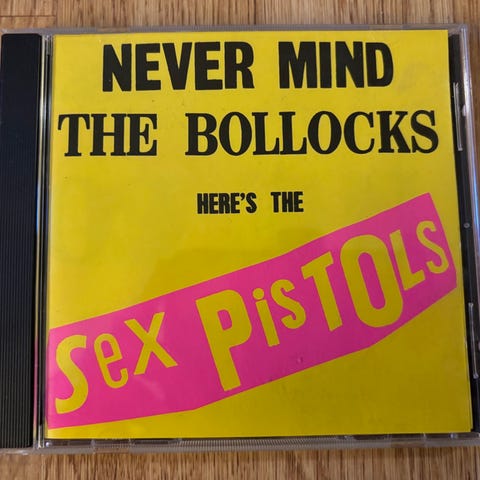 NEVER MIND
THE BOLLOCKS
HERE'S THE
Sex PiSTOLS